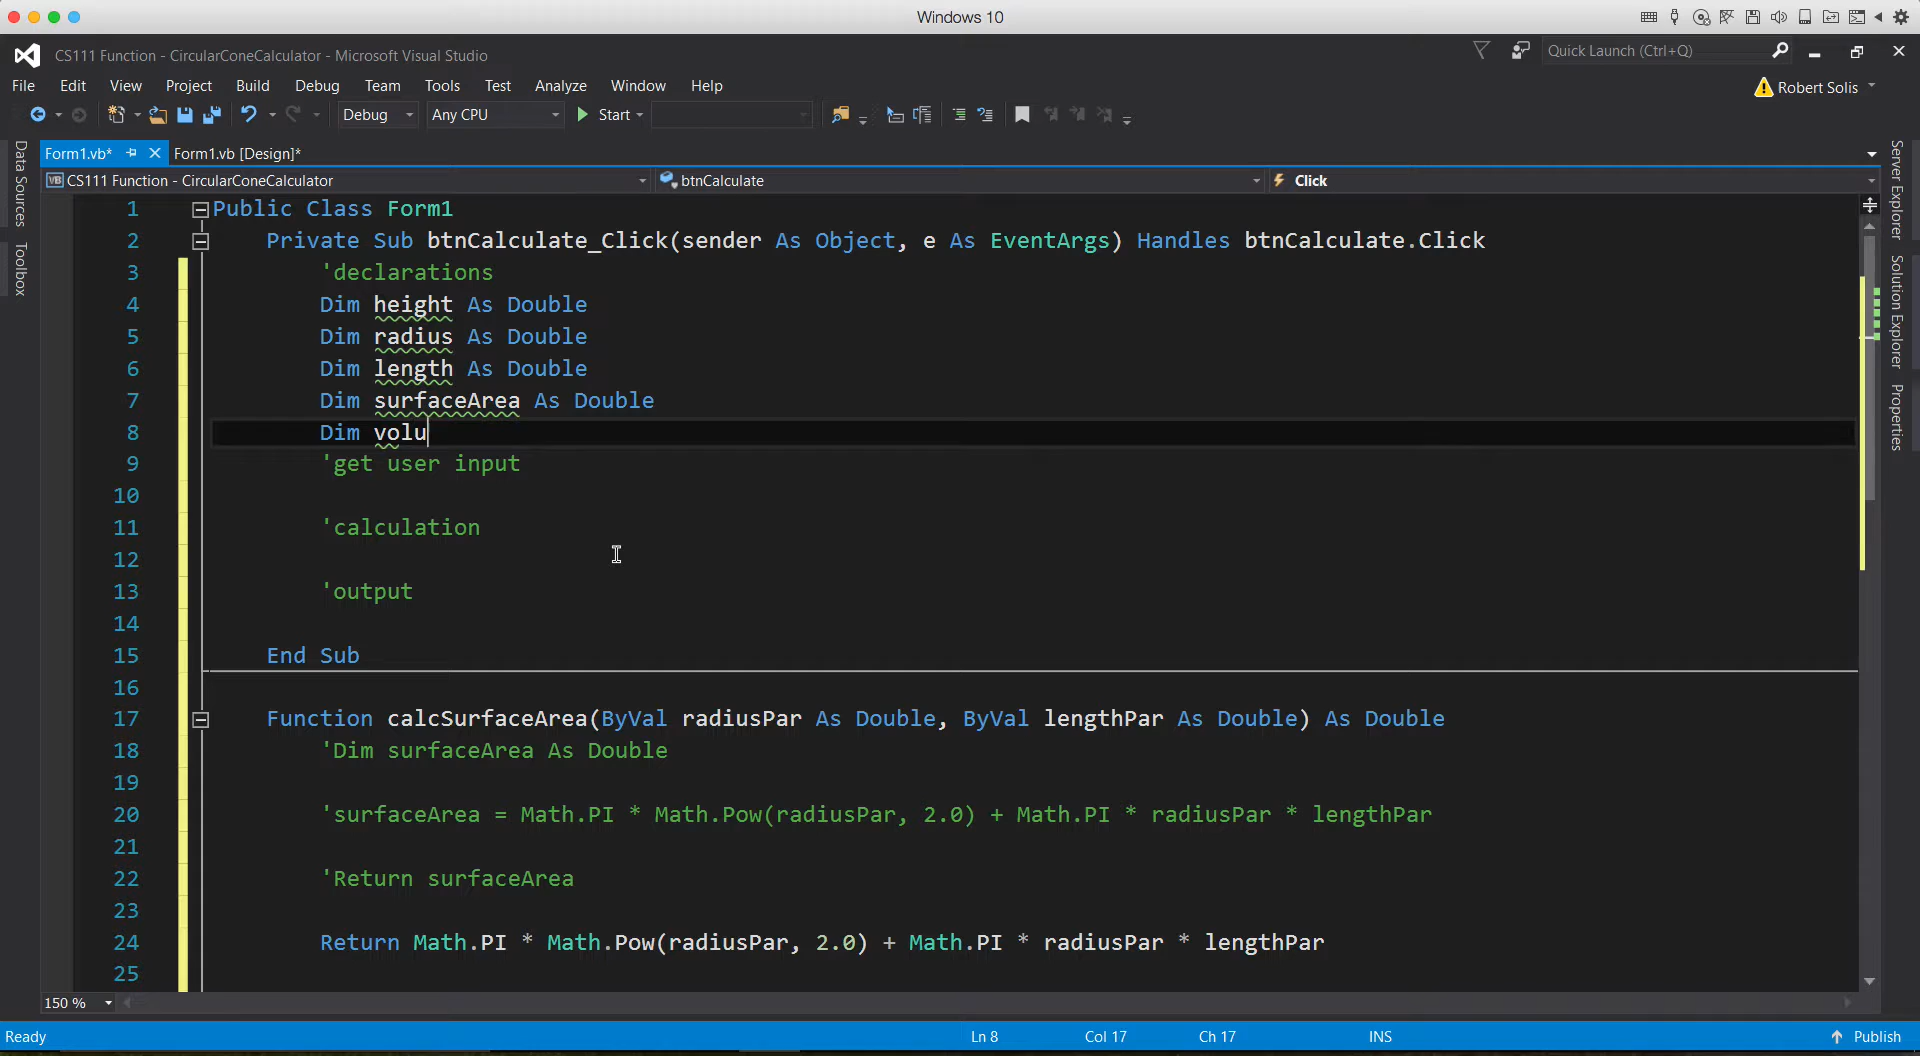 Windows 10
CS111 Function - CircularConeCalculator - Microsoft Visual Studio
Quick Launch (Ctrl+Q)
File Edit View Project Build Debug Team Tools Test Analyze Window Help
Robert Solis
Debug Any CPU Start
Form1.vb* Form1.vb [Design]*
VB CS111 Function - CircularConeCalculator btnCalculate Click
Data Sources
Toolbox
Server Explorer
Solution Explorer
Properties
1 Public Class Form1
2 Private Sub btnCalculate_Click(sender As Object, e As EventArgs) Handles btnCalculate.Click
3 'declarations
4 Dim height As Double
5 Dim radius As Double
6 Dim length As Double
7 Dim surfaceArea As Double
8 Dim volu
9 'get user input
10
11 'calculation
12
13 'output
14
15 End Sub
16
17 Function calcSurfaceArea(ByVal radiusPar As Double, ByVal lengthPar As Double) As Double
18 'Dim surfaceArea As Double
19
20 'surfaceArea = Math.PI * Math.Pow(radiusPar, 2.0) + Math.PI * radiusPar * lengthPar
21
22 'Return surfaceArea
23
24 Return Math.PI * Math.Pow(radiusPar, 2.0) + Math.PI * radiusPar * lengthPar
25
150 %
Ready Ln 8 Col 17 Ch 17 INS Publish